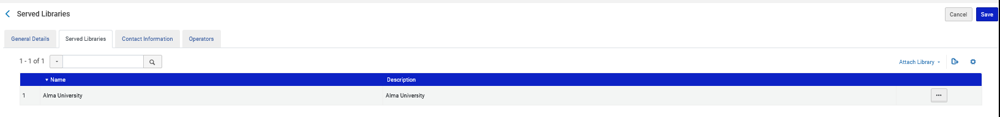 Served Libraries
Cancel
Save
General Details
Served Libraries
Contact Information
Operators
1 - 1 of 1
Attach Library
Name
Description
1
Alma University
Alma University